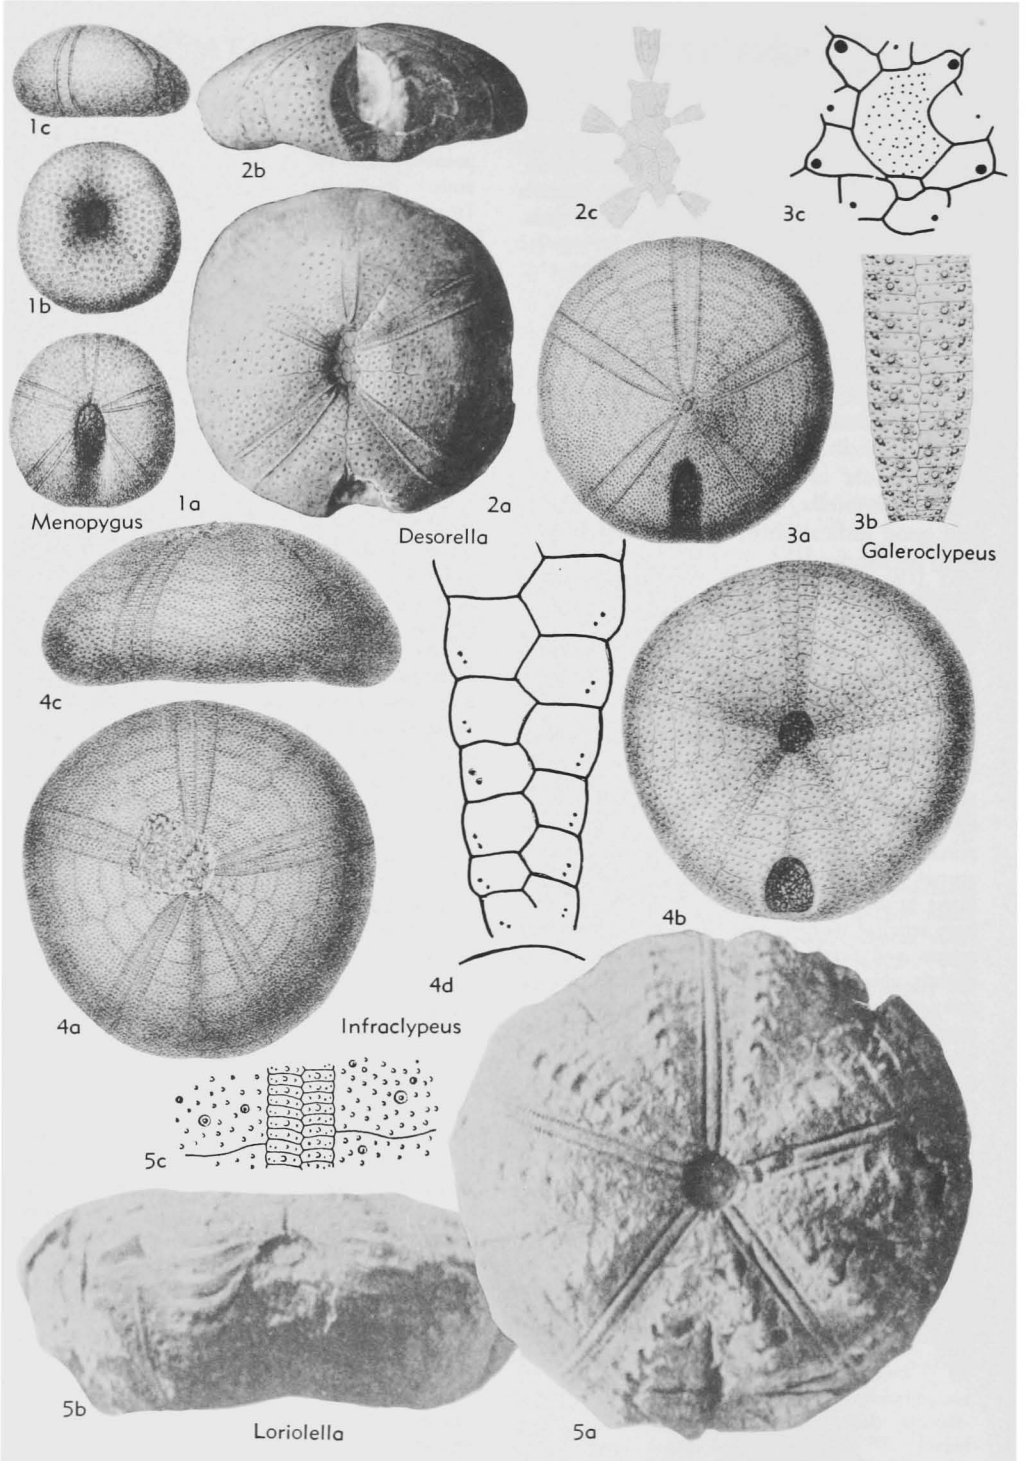 1c
2b
2c
3c
1b
1a
2a
3b
3a
Menopygus
Desorella
Galeroclypeus
4c
4b
4d
4a
Infraclypeus
5c
5b
5a
Loriolella